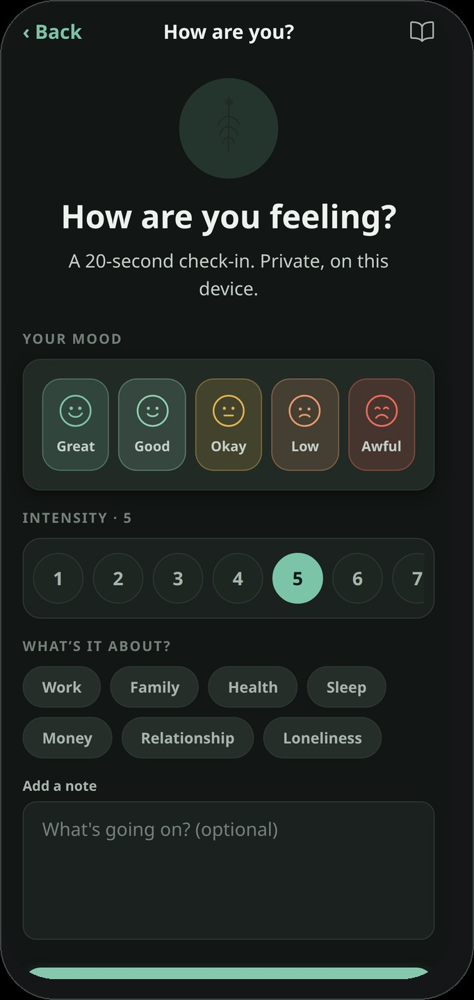 ‹ Back
How are you?
How are you feeling?
A 20-second check-in. Private, on this
device.
YOUR MOOD
Great
Good
Okay
Low
Awful
INTENSITY · 5
1 2 3 4 5 6 7
WHAT’S IT ABOUT?
Work Family Health Sleep
Money Relationship Loneliness
Add a note
What's going on? (optional)